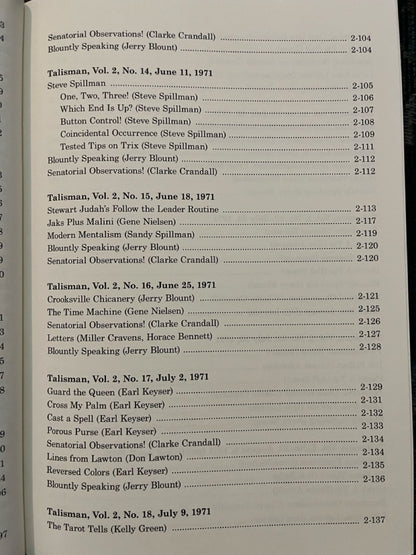 Senatorial Observations! (Clarke Crandall) 2-104
Blountly Speaking (Jerry Blount) 2-104
Talisman, Vol. 2, No. 14, June 11, 1971
Steve Spillman 2-105
One, Two, Three! (Steve Spillman) 2-106
Which End Is Up? (Steve Spillman) 2-107
Button Control! (Steve Spillman) 2-108
Coincidental Occurrence (Steve Spillman) 2-109
Tested Tips on Trix (Steve Spillman) 2-111
Blountly Speaking (Jerry Blount) 2-112
Senatorial Observations! (Clarke Crandall) 2-112
Talisman, Vol. 2, No. 15, June 18, 1971
Stewart Judah's Follow the Leader Routine 2-113
Jaks Plus Malini (Gene Nielsen) 2-117
Modern Mentalism (Sandy Spillman) 2-119
Blountly Speaking (Jerry Blount) 2-120
Senatorial Observations! (Clarke Crandall) 2-120
Talisman, Vol. 2, No. 16, June 25, 1971
Crooksville Chicanery (Jerry Blount) 2-121
The Time Machine (Gene Nielsen) 2-125
Senatorial Observations! (Clarke Crandall) 2-126
Letters (Miller Cravens, Horace Bennett) 2-127
Blountly Speaking (Jerry Blount) 2-128
Talisman, Vol. 2, No. 17, July 2, 1971
Guard the Queen (Earl Keyser) 2-129
Cross My Palm (Earl Keyser) 2-131
Cast a Spell (Earl Keyser) 2-132
Porous Purse (Earl Keyser) 2-133
Senatorial Observations! (Clarke Crandall) 2-134
Lines from Lawton (Don Lawton) 2-134
Reversed Colors (Earl Keyser) 2-135
Blountly Speaking (Jerry Blount) 2-136
Talisman, Vol. 2, No. 18, July 9, 1971
The Tarot Tells (Kelly Green) 2-137